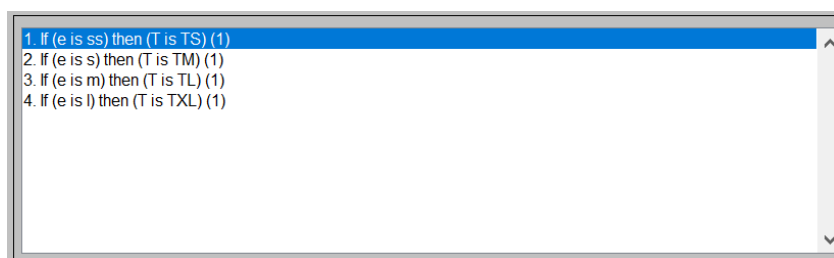 1. If (e is ss) then (T is TS) (1)
2. If (e is s) then (T is TM) (1)
3. If (e is m) then (T is TL) (1)
4. If (e is l) then (T is TXL) (1)